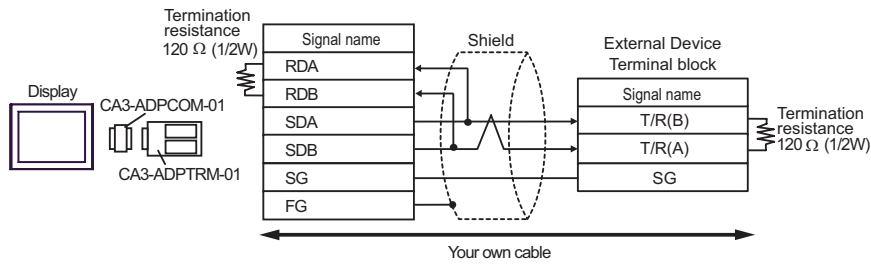 Termination
resistance
120 Ω (1/2W)
Signal name
RDA
RDB
SDA
SDB
SG
FG
Shield
External Device
Terminal block
Signal name
T/R(B)
T/R(A)
SG
Termination
resistance
120 Ω (1/2W)
Display
CA3-ADPCOM-01
CA3-ADPTRM-01
Your own cable